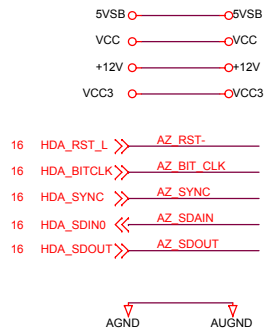 5VSB 5VSB
VCC VCC
+12V +12V
VCC3 VCC3
16 HDA_RST_L AZ_RST-
16 HDA_BITCLK AZ_BIT_CLK
16 HDA_SYNC AZ_SYNC
16 HDA_SDIN0 AZ_SDAIN
16 HDA_SDOUT AZ_SDOUT
AGND AUGND